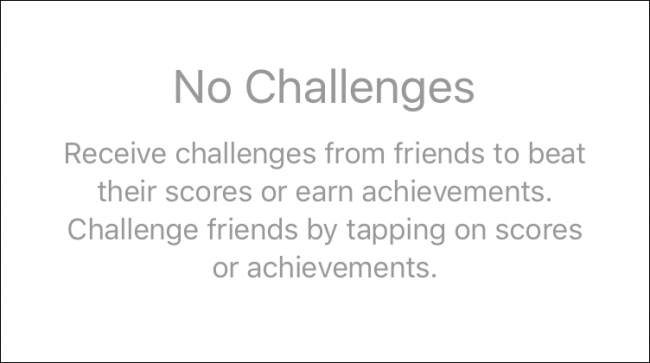 No Challenges
Receive challenges from friends to beat
their scores or earn achievements.
Challenge friends by tapping on scores
or achievements.